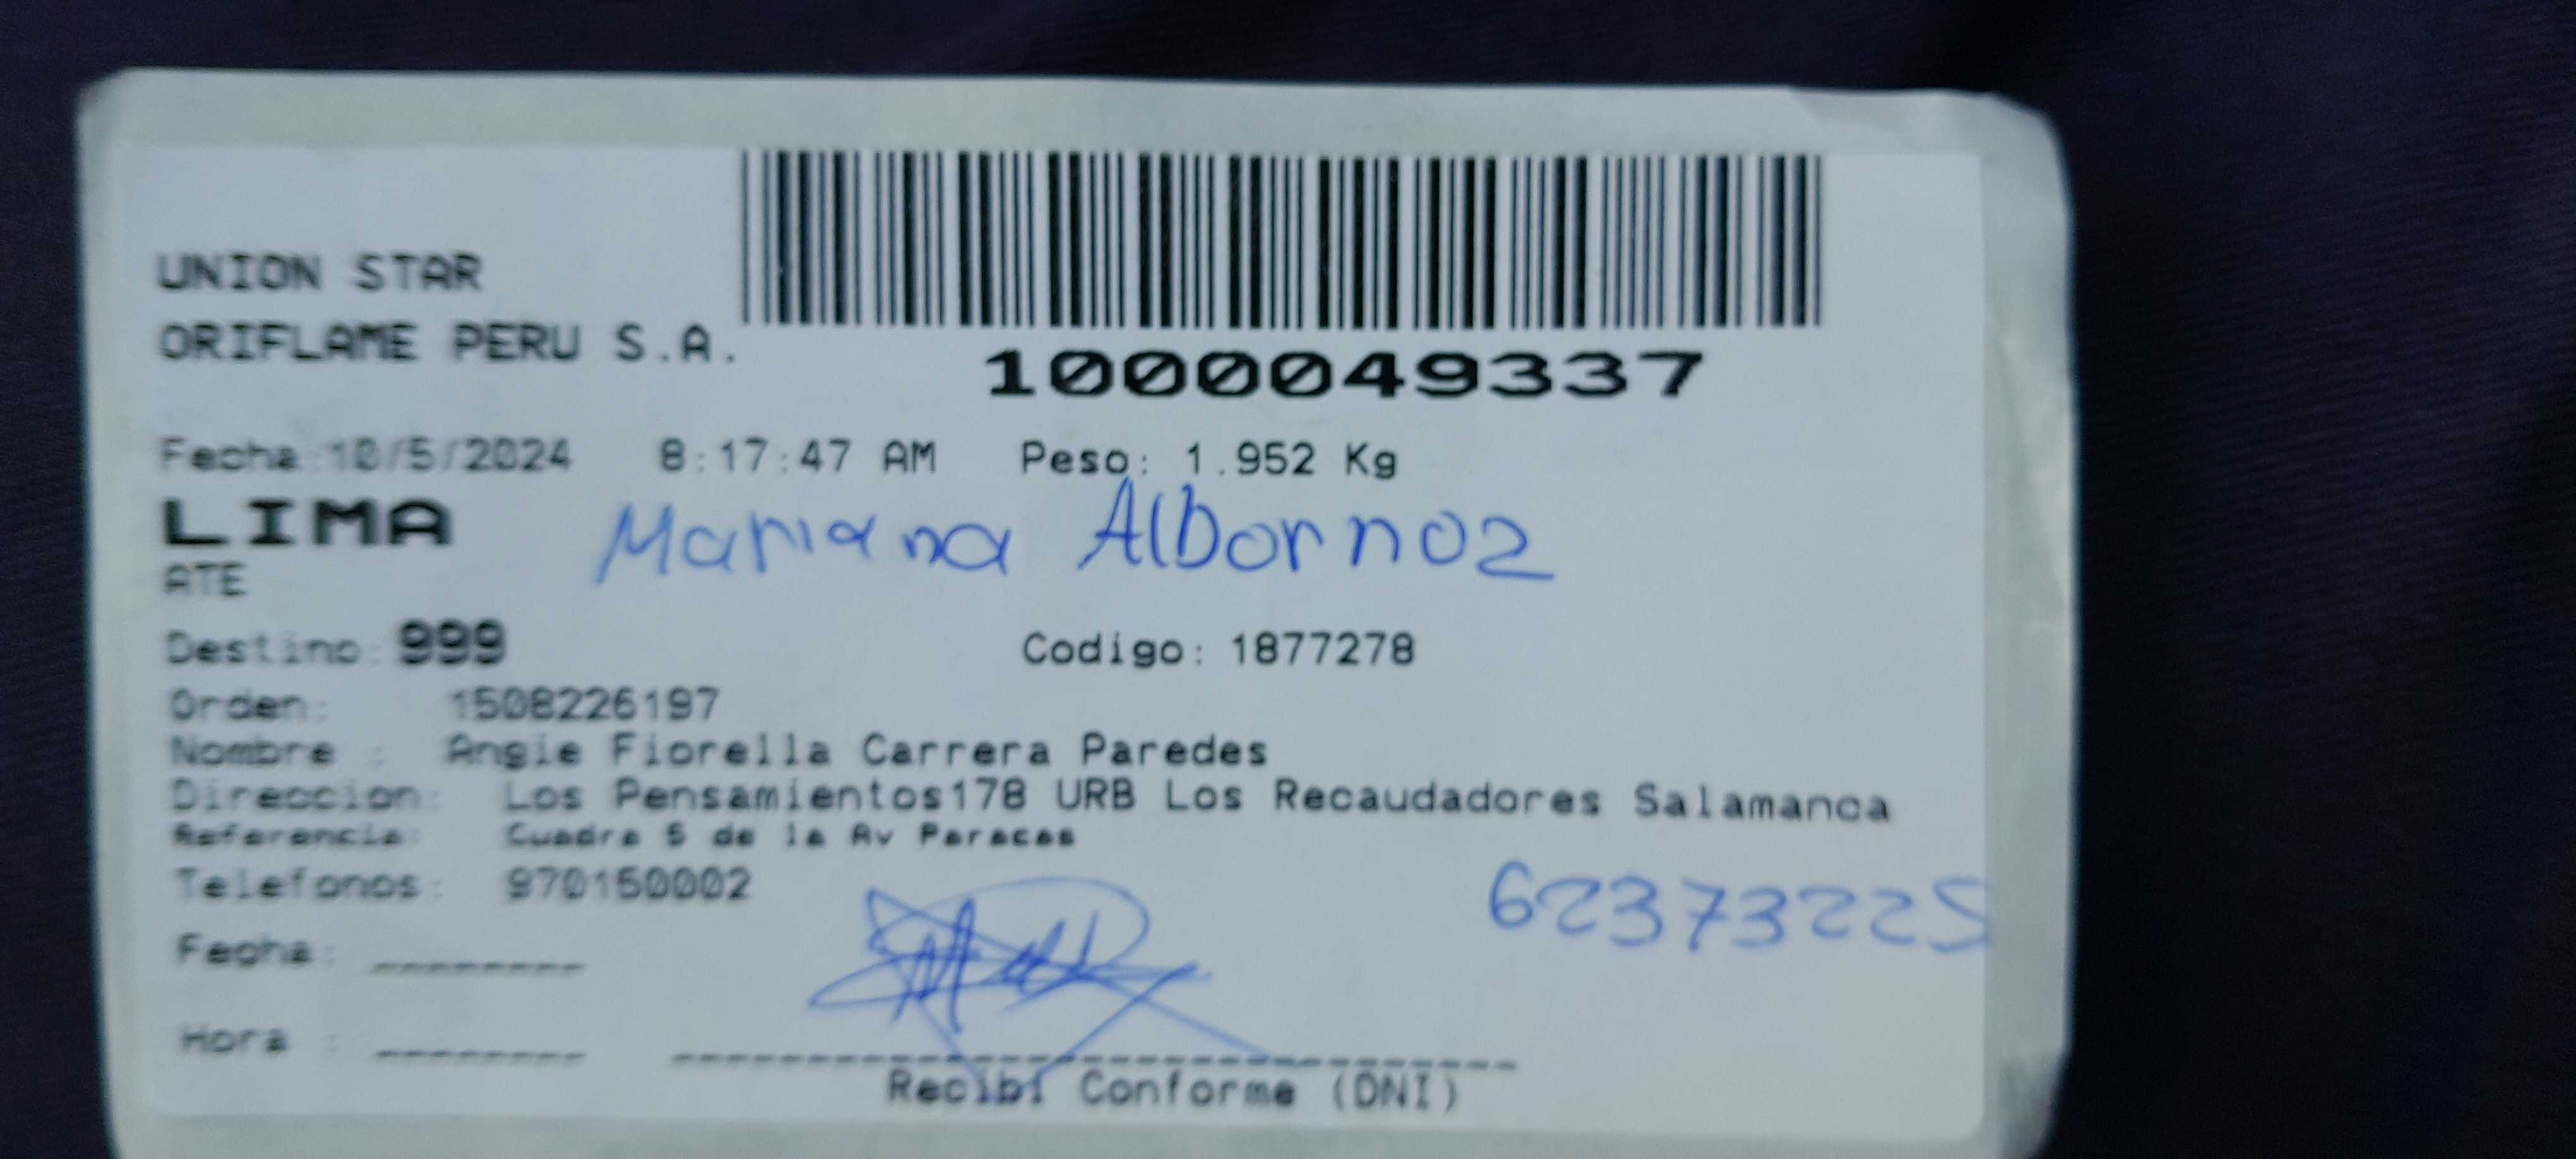 UNION STAR
ORIFLAME PERU S.A.
1000049337
Fecha:10/5/2024 8:17:47 AM Peso: 1.952 Kg
LIMA Mariana Albornoz
ATE
Destino: 999 Codigo: 1877278
Orden: 1508226197
Nombre : Angie Fiorella Carrera Paredes
Direccion: Los Pensamientos178 URB Los Recaudadores Salamanca
Referencia: Cuadra 5 de la Av Paracas
Telefonos: 970150002
62373225
Fecha: ________
Hora : ________
Recibi Conforme (DNI)